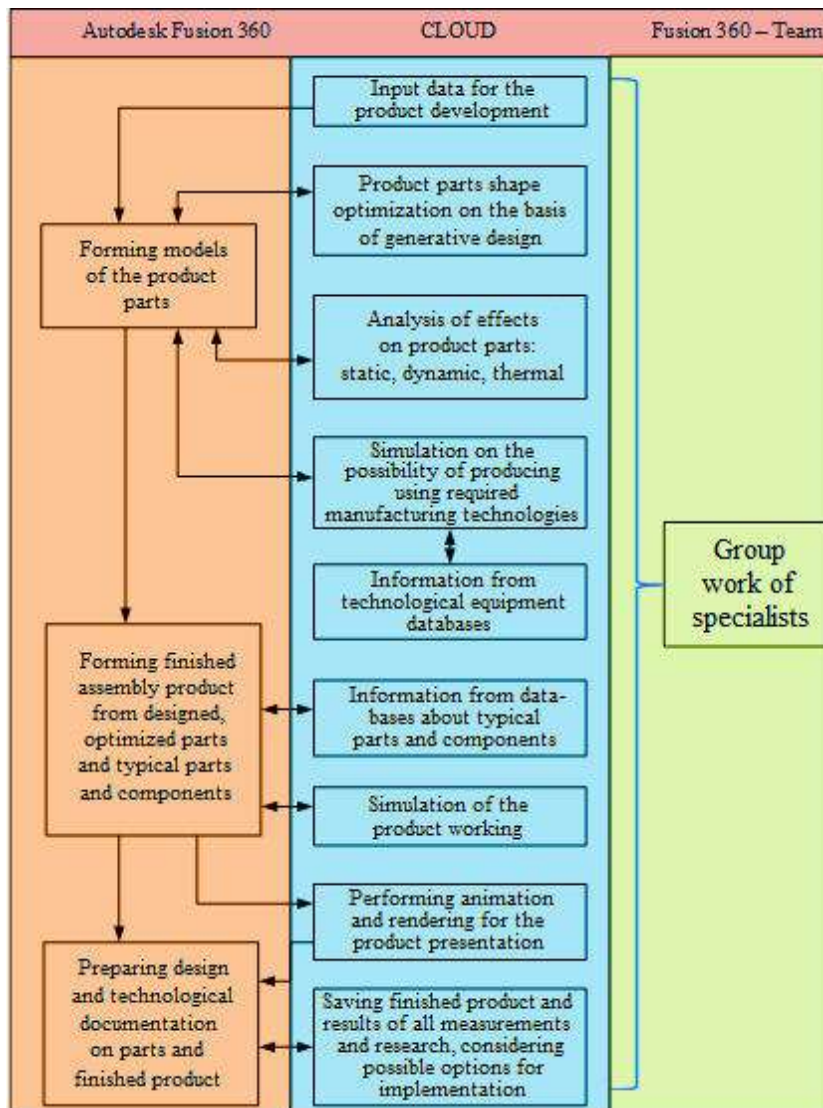 Autodesk Fusion 360
CLOUD
Fusion 360 – Team
Input data for the
product development
Product parts shape
optimization on the basis
of generative design
Forming models
of the product
parts
Analysis of effects
on product parts:
static, dynamic, thermal
Simulation on the
possibility of producing
using required
manufacturing technologies
Information from
technological equipment
databases
Group
work of
specialists
Forming finished
assembly product
from designed,
optimized parts
and typical parts
and components
Information from data-
bases about typical
parts and components
Simulation of the
product working
Performing animation
and rendering for the
product presentation
Preparing design
and technological
documentation
on parts and
finished product
Saving finished product and
results of all measurements
and research, considering
possible options for
implementation